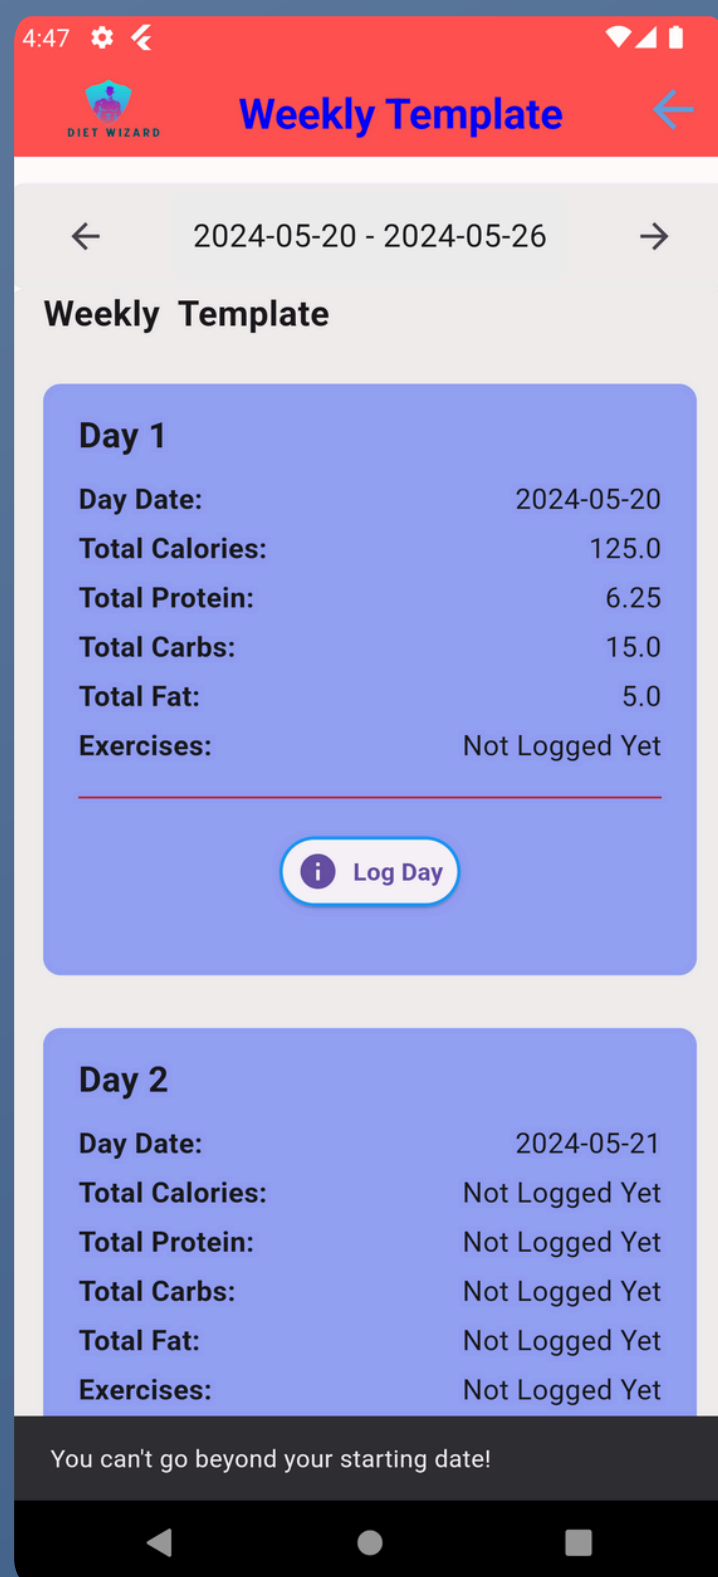 4:47
DIET WIZARD
Weekly Template
2024-05-20 - 2024-05-26
Weekly Template
Day 1
Day Date: 2024-05-20
Total Calories: 125.0
Total Protein: 6.25
Total Carbs: 15.0
Total Fat: 5.0
Exercises: Not Logged Yet
Log Day
Day 2
Day Date: 2024-05-21
Total Calories: Not Logged Yet
Total Protein: Not Logged Yet
Total Carbs: Not Logged Yet
Total Fat: Not Logged Yet
Exercises: Not Logged Yet
You can't go beyond your starting date!